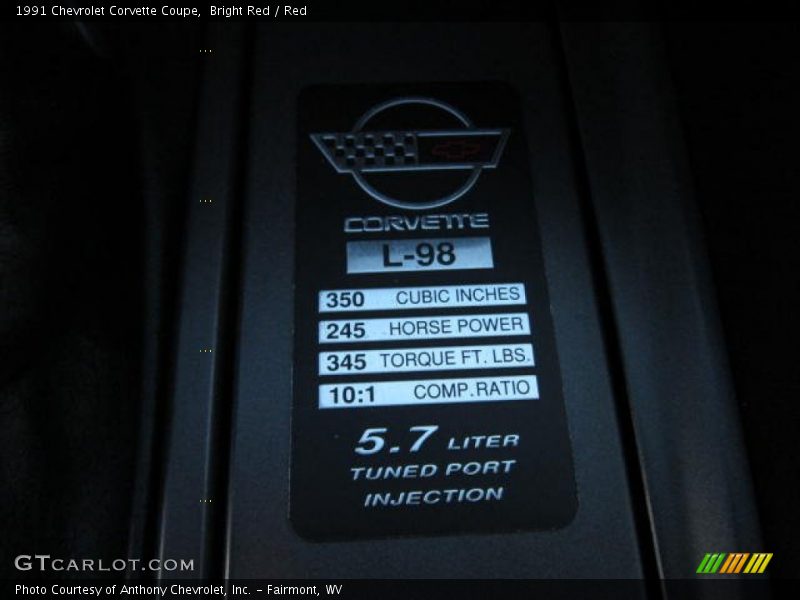 1991 Chevrolet Corvette Coupe,  Bright Red / Red
CORVETTE
L-98
350 CUBIC INCHES
245 HORSE POWER
345 TORQUE FT. LBS.
10:1 COMP.RATIO
5.7 LITER
TUNED PORT
INJECTION
GTCARLOT.COM
Photo Courtesy of Anthony Chevrolet, Inc. - Fairmont, WV